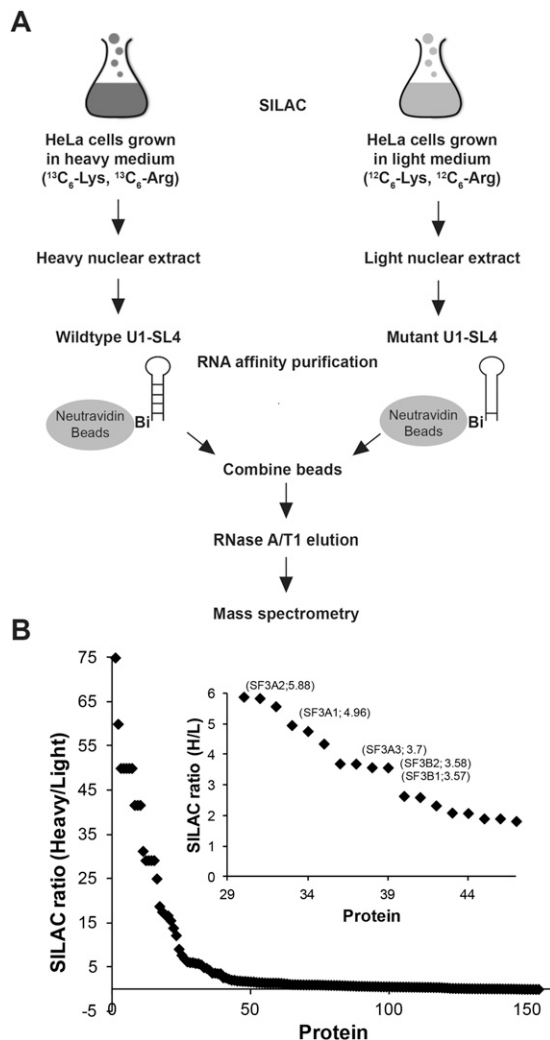 A
SILAC
HeLa cells grown
in heavy medium
(¹³C₆-Lys, ¹³C₆-Arg)
HeLa cells grown
in light medium
(¹²C₆-Lys, ¹²C₆-Arg)
Heavy nuclear extract
Light nuclear extract
Wildtype U1-SL4
Mutant U1-SL4
RNA affinity purification
Neutravidin
Beads
Bi
Neutravidin
Beads
Bi
Combine beads
RNase A/T1 elution
Mass spectrometry
B
SILAC ratio (Heavy/Light)
75
65
55
45
35
25
15
5
-5
0
50
100
150
Protein
SILAC ratio (H/L)
6
5
4
3
2
1
0
29
34
39
44
Protein
(SF3A2;5.88)
(SF3A1; 4.96)
(SF3A3; 3.7)
(SF3B2; 3.58)
(SF3B1;3.57)